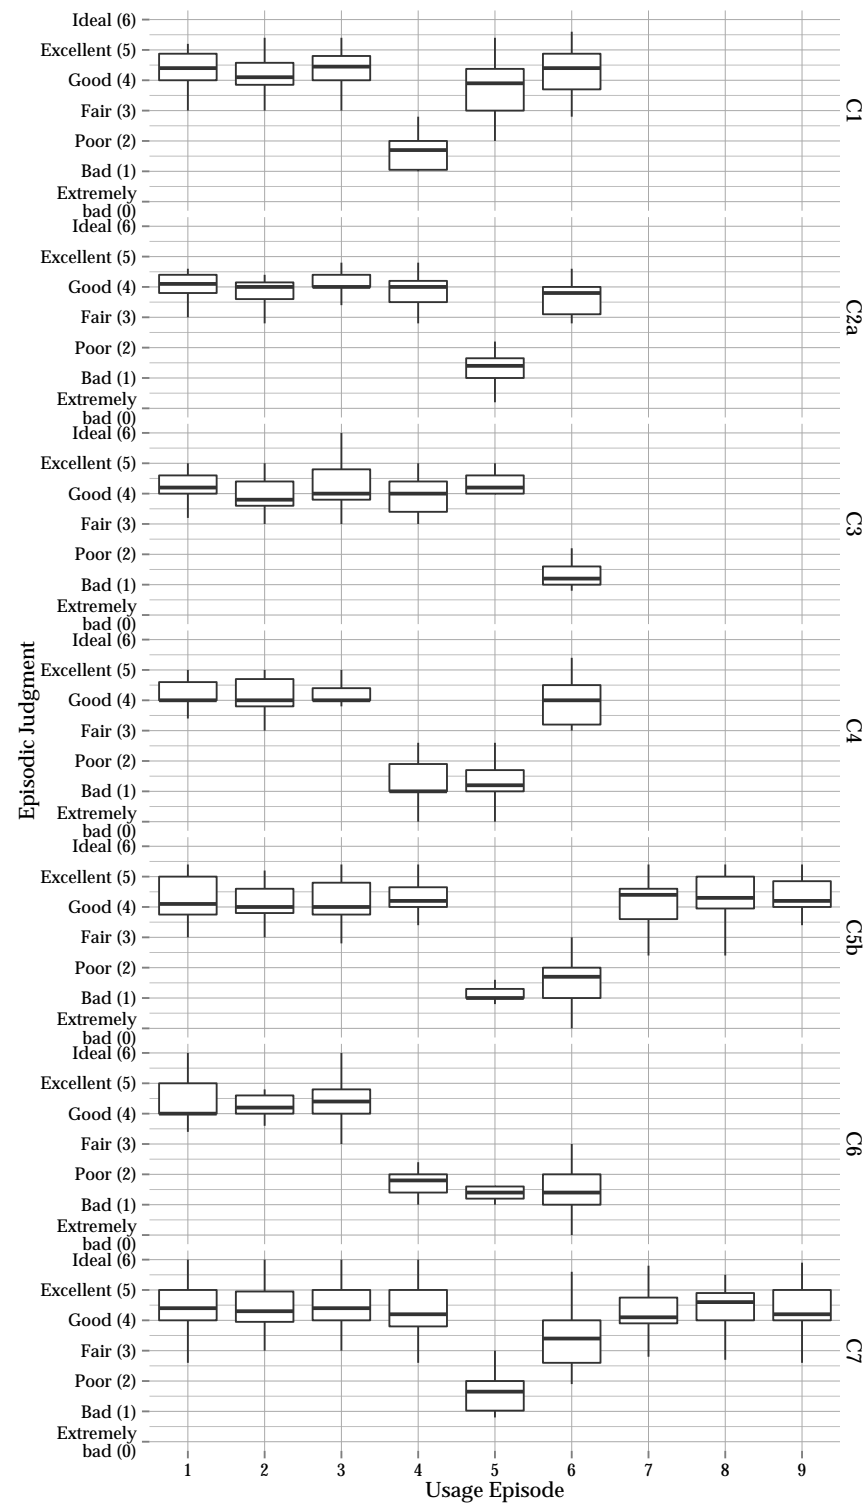 Ideal (6)
Excellent (5)
Good (4)
Fair (3)
Poor (2)
Bad (1)
Extremely
bad (0)
C1
Ideal (6)
Excellent (5)
Good (4)
Fair (3)
Poor (2)
Bad (1)
Extremely
bad (0)
C2a
Ideal (6)
Excellent (5)
Good (4)
Fair (3)
Poor (2)
Bad (1)
Extremely
bad (0)
C3
Ideal (6)
Excellent (5)
Good (4)
Fair (3)
Poor (2)
Bad (1)
Extremely
bad (0)
C4
Episodic Judgment
Ideal (6)
Excellent (5)
Good (4)
Fair (3)
Poor (2)
Bad (1)
Extremely
bad (0)
C5b
Ideal (6)
Excellent (5)
Good (4)
Fair (3)
Poor (2)
Bad (1)
Extremely
bad (0)
C6
Ideal (6)
Excellent (5)
Good (4)
Fair (3)
Poor (2)
Bad (1)
Extremely
bad (0)
C7
1 2 3 4 5 6 7 8 9
Usage Episode